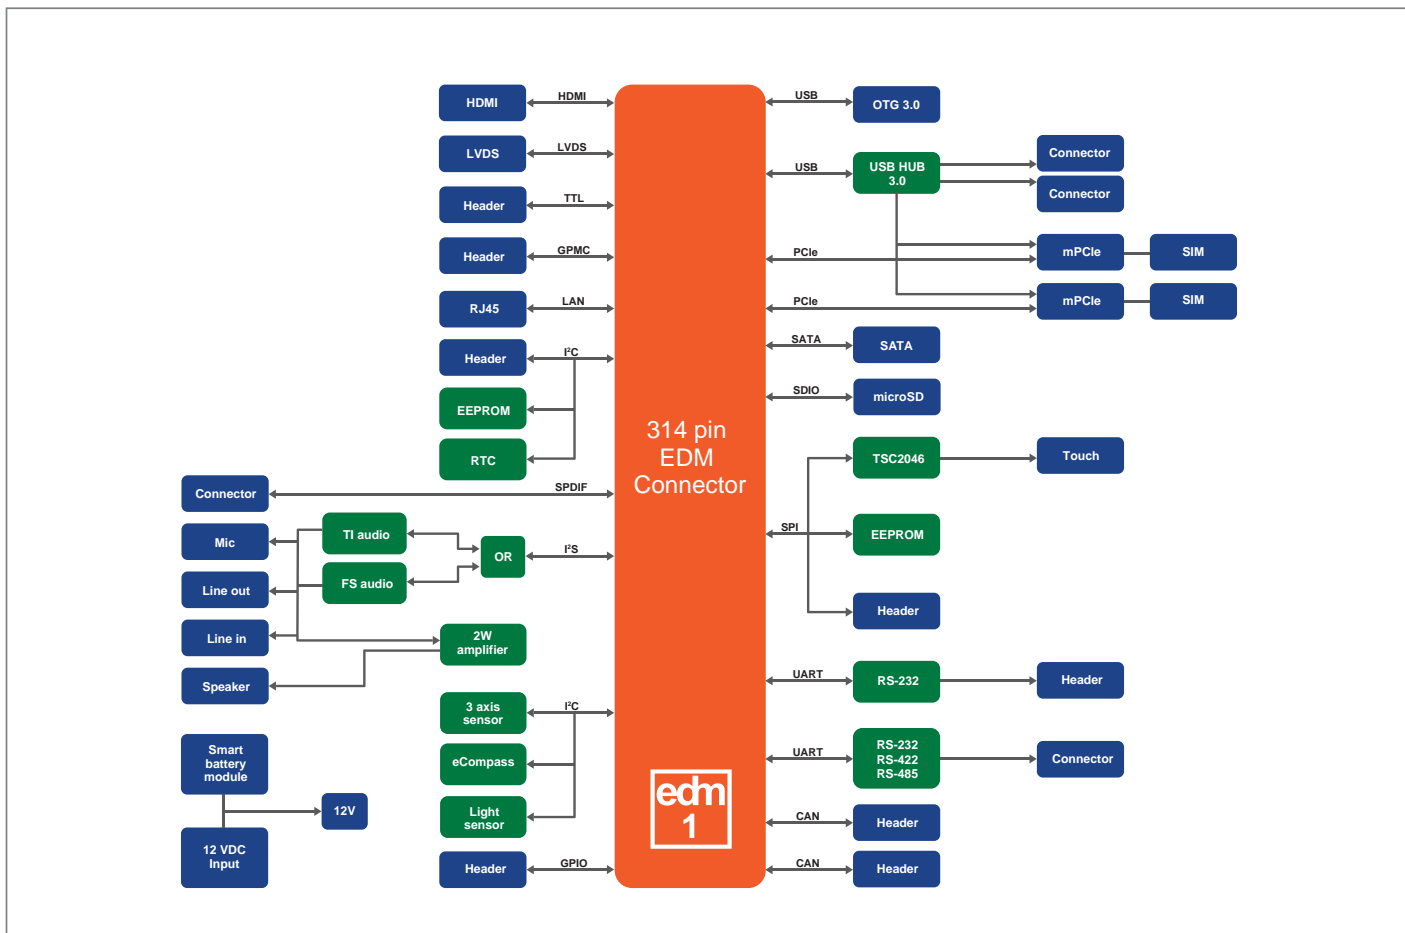 HDMI
HDMI
LVDS
LVDS
Header
TTL
Header
GPMC
RJ45
LAN
Header
I²C
EEPROM
RTC
Connector
SPDIF
Mic
TI audio
OR
I²S
Line out
FS audio
Line in
2W
amplifier
Speaker
3 axis
sensor
I²C
Smart
battery
module
eCompass
12V
Light
sensor
12 VDC
Input
Header
GPIO
314 pin
EDM
Connector
edm
1
USB
OTG 3.0
USB
USB HUB
3.0
Connector
Connector
PCIe
mPCIe
SIM
PCIe
mPCIe
SIM
SATA
SATA
SDIO
microSD
TSC2046
Touch
SPI
EEPROM
Header
UART
RS-232
Header
UART
RS-232
RS-422
RS-485
Connector
CAN
Header
CAN
Header